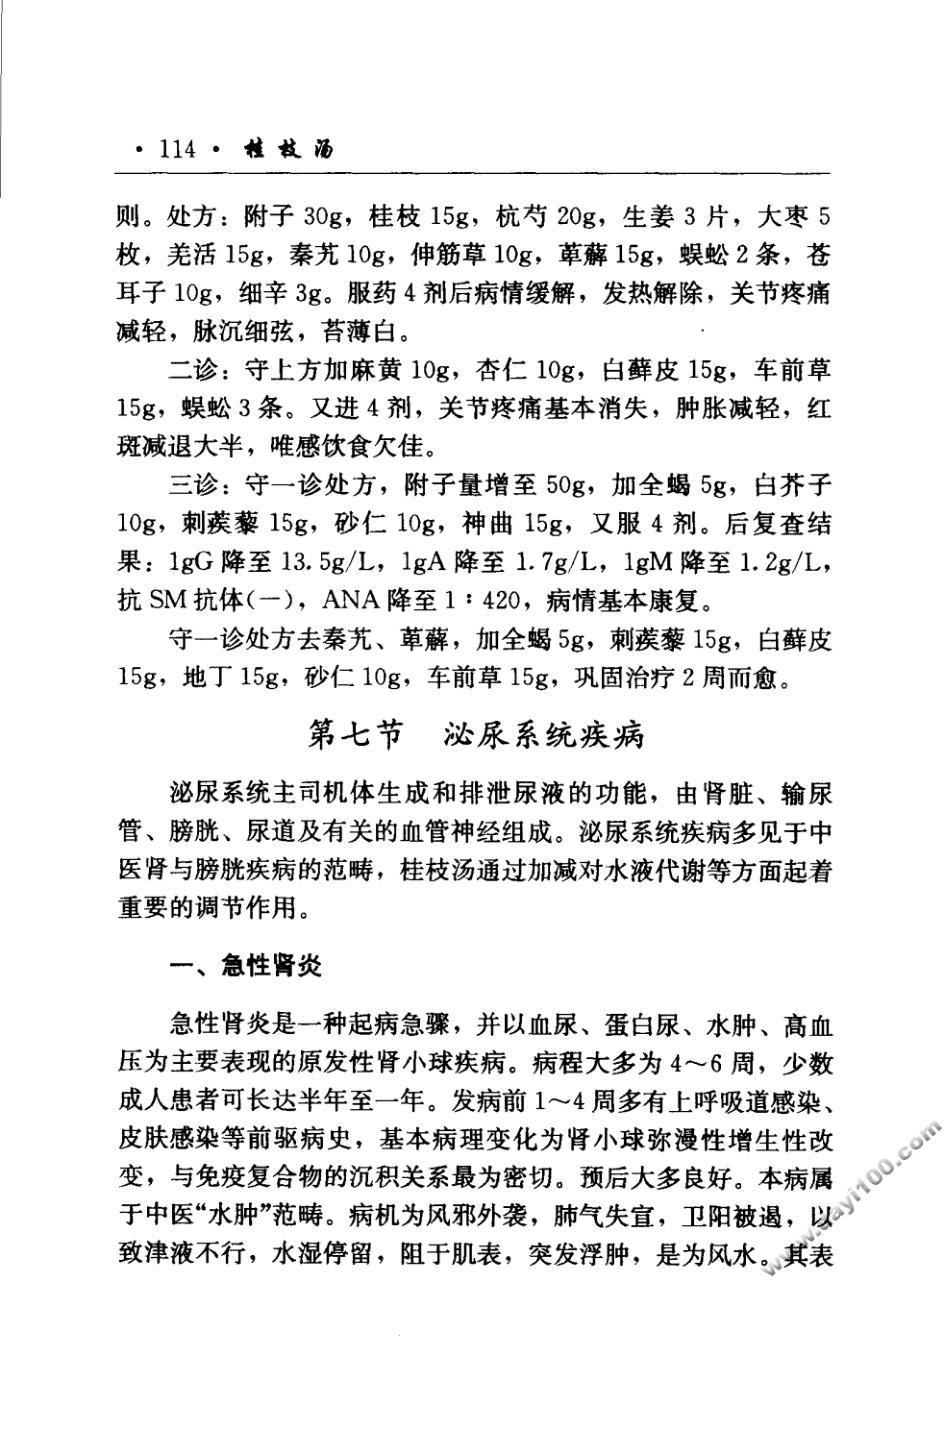 · 114 · 桂枝汤
则。处方：附子 30g，桂枝 15g，杭芍 20g，生姜 3 片，大枣 5
枚，羌活 15g，秦艽 10g，伸筋草 10g，萆薢 15g，蜈蚣 2 条，苍
耳子 10g，细辛 3g。服药 4 剂后病情缓解，发热解除，关节疼痛
减轻，脉沉细弦，苔薄白。
二诊：守上方加麻黄 10g，杏仁 10g，白藓皮 15g，车前草
15g，蜈蚣 3 条。又进 4 剂，关节疼痛基本消失，肿胀减轻，红
斑减退大半，唯感饮食欠佳。
三诊：守一诊处方，附子量增至 50g，加全蝎 5g，白芥子
10g，刺蒺藜 15g，砂仁 10g，神曲 15g，又服 4 剂。后复查结
果：1gG 降至 13.5g/L，1gA 降至 1.7g/L，1gM 降至 1.2g/L，
抗 SM 抗体(一)，ANA 降至 1∶420，病情基本康复。
守一诊处方去秦艽、萆薢，加全蝎 5g，刺蒺藜 15g，白藓皮
15g，地丁 15g，砂仁 10g，车前草 15g，巩固治疗 2 周而愈。
第七节 泌尿系统疾病
泌尿系统主司机体生成和排泄尿液的功能，由肾脏、输尿
管、膀胱、尿道及有关的血管神经组成。泌尿系统疾病多见于中
医肾与膀胱疾病的范畴，桂枝汤通过加减对水液代谢等方面起着
重要的调节作用。
一、急性肾炎
急性肾炎是一种起病急骤，并以血尿、蛋白尿、水肿、高血
压为主要表现的原发性肾小球疾病。病程大多为 4～6 周，少数
成人患者可长达半年至一年。发病前 1～4 周多有上呼吸道感染、
皮肤感染等前驱病史，基本病理变化为肾小球弥漫性增生性改
变，与免疫复合物的沉积关系最为密切。预后大多良好。本病属
于中医“水肿”范畴。病机为风邪外袭，肺气失宣，卫阳被遏，以
致津液不行，水湿停留，阻于肌表，突发浮肿，是为风水。其表
www.dayi100.com